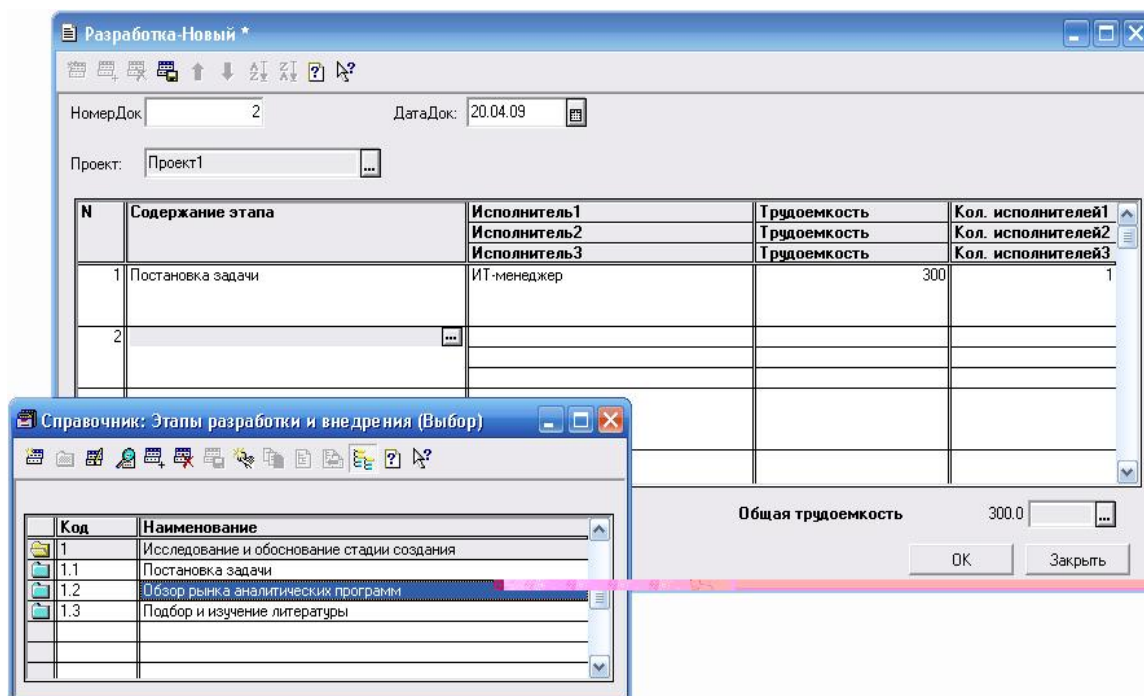 Разработка-Новый *
НомерДок 2 ДатаДок: 20.04.09
Проект: Проект1 ...
N Содержание этапа Исполнитель1 Трудоемкость Кол. исполнителей1
Исполнитель2 Трудоемкость Кол. исполнителей2
Исполнитель3 Трудоемкость Кол. исполнителей3
1 Постановка задачи ИТ-менеджер 300 1
2 ...
Общая трудоемкость 300.0 ...
OK Закрыть
Справочник: Этапы разработки и внедрения (Выбор)
Код Наименование
1 Исследование и обоснование стадии создания
1.1 Постановка задачи
1.2 Обзор рынка аналитических программ
1.3 Подбор и изучение литературы